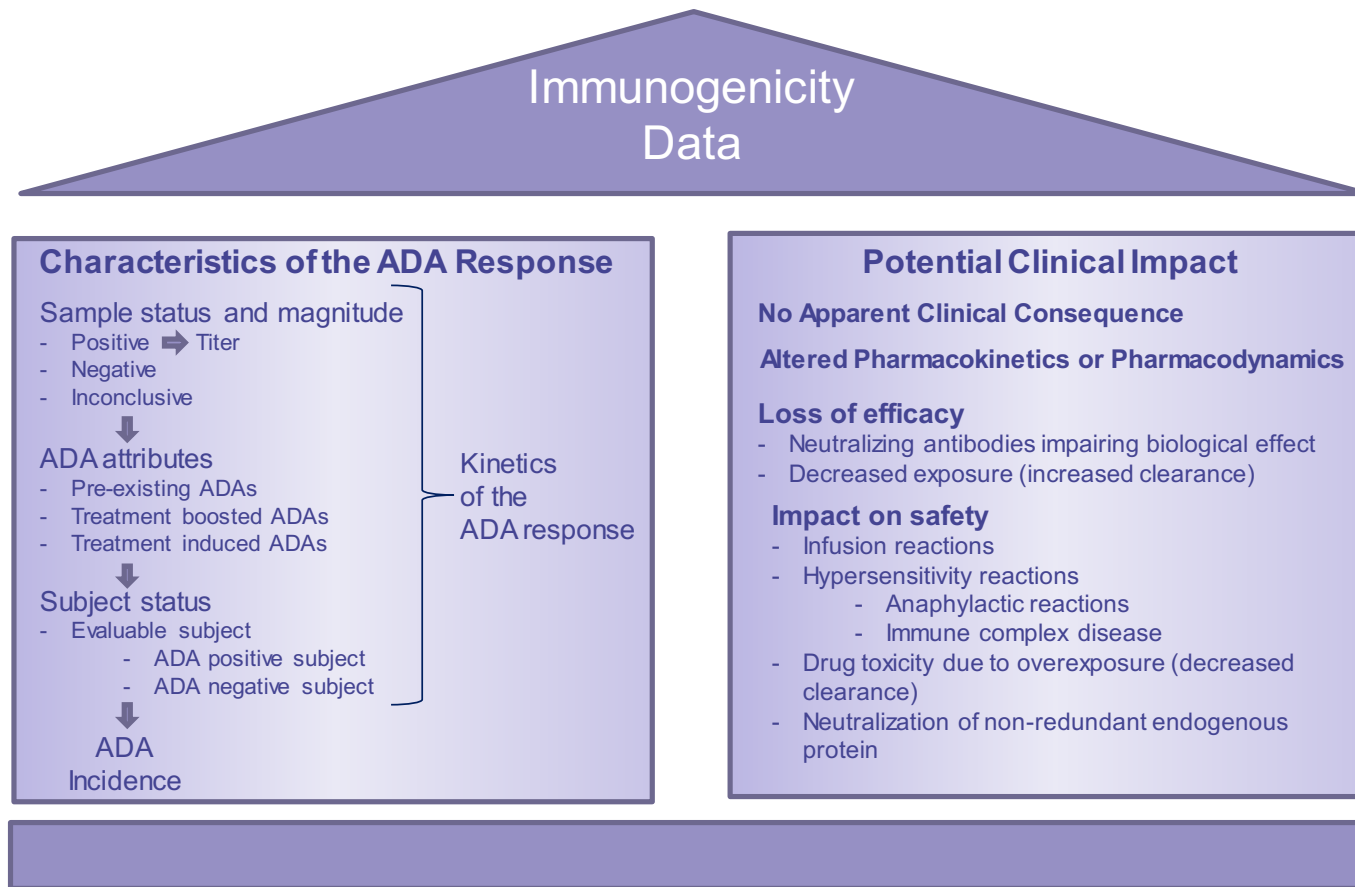 Immunogenicity
Data
Characteristics of the ADA Response
Sample status and magnitude
- Positive Titer
- Negative
- Inconclusive
ADA attributes
- Pre-existing ADAs
- Treatment boosted ADAs
- Treatment induced ADAs
Subject status
- Evaluable subject
- ADA positive subject
- ADA negative subject
ADA
Incidence
Kinetics
of the
ADA response
Potential Clinical Impact
No Apparent Clinical Consequence
Altered Pharmacokinetics or Pharmacodynamics
Loss of efficacy
- Neutralizing antibodies impairing biological effect
- Decreased exposure (increased clearance)
Impact on safety
- Infusion reactions
- Hypersensitivity reactions
- Anaphylactic reactions
- Immune complex disease
- Drug toxicity due to overexposure (decreased
clearance)
- Neutralization of non-redundant endogenous
protein